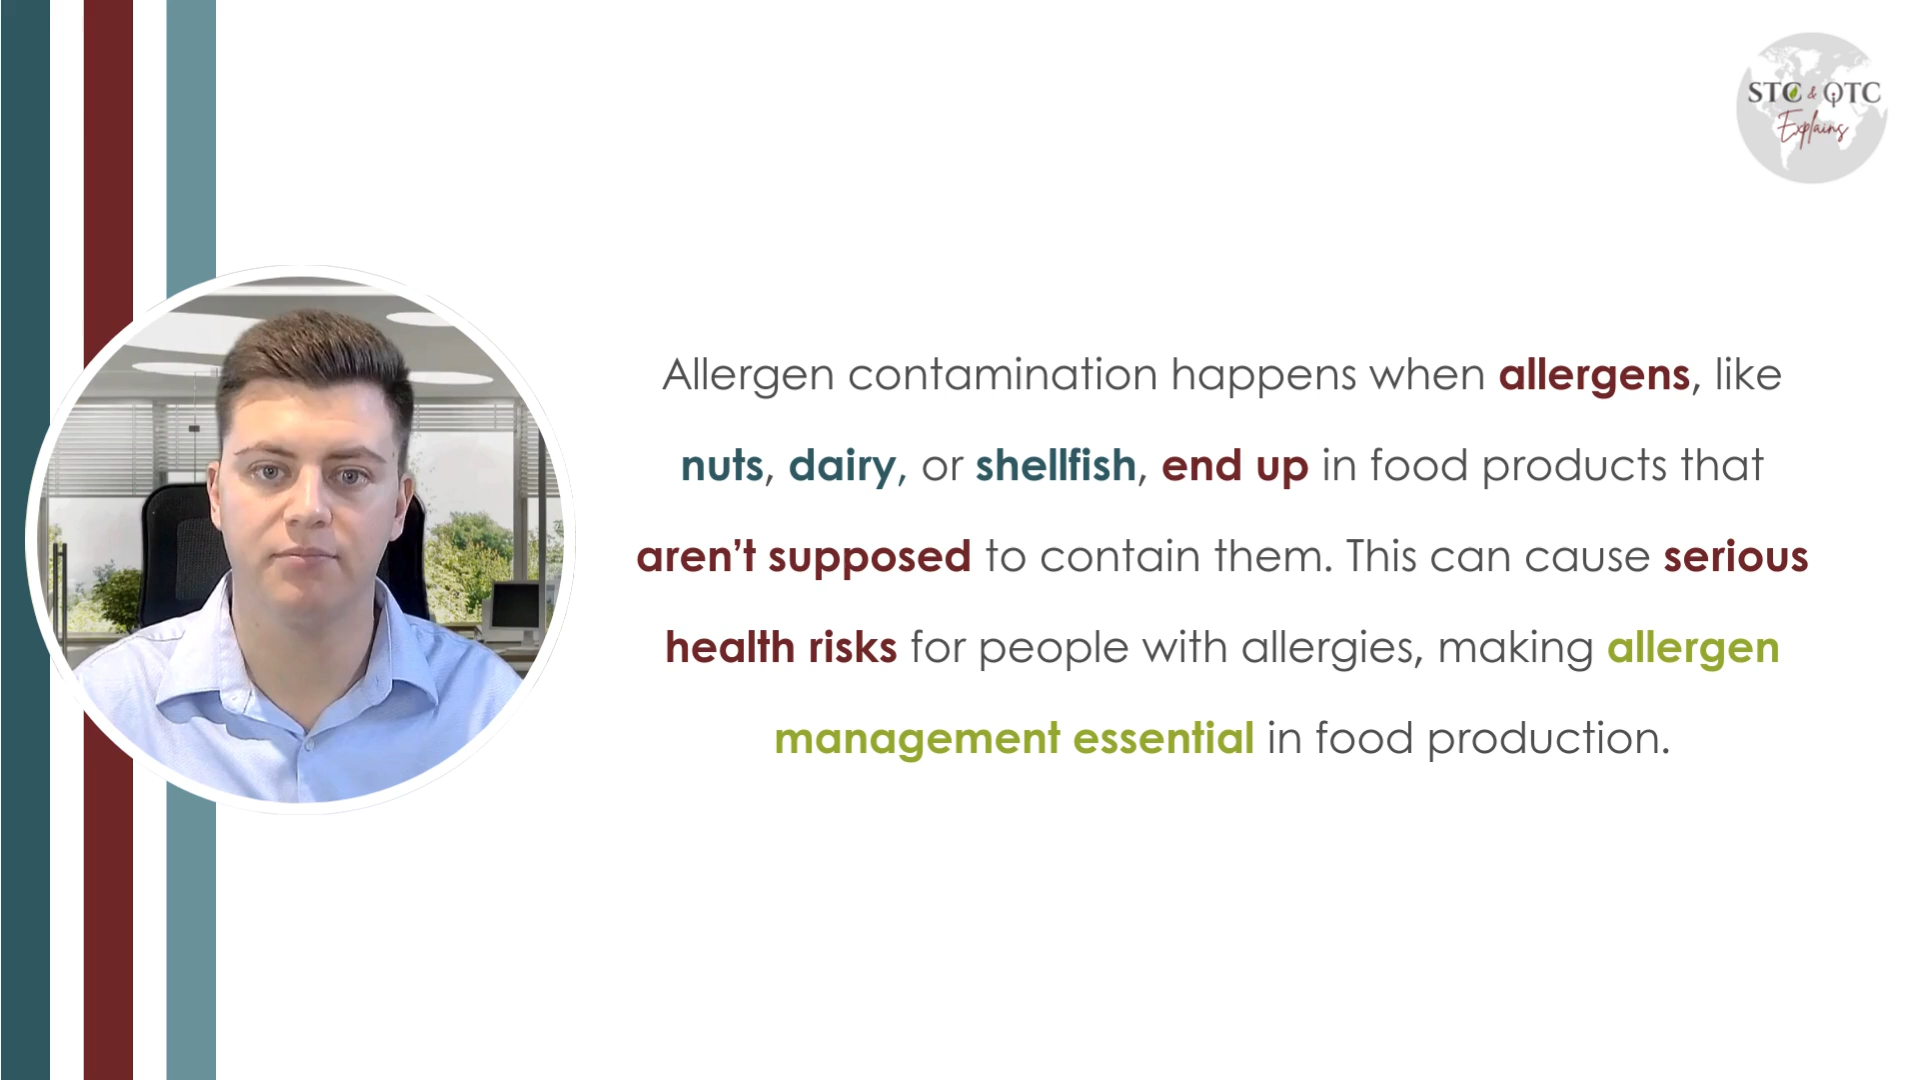 STC & QTC
Explains
Allergen contamination happens when allergens, like
nuts, dairy, or shellfish, end up in food products that
aren’t supposed to contain them. This can cause serious
health risks for people with allergies, making allergen
management essential in food production.